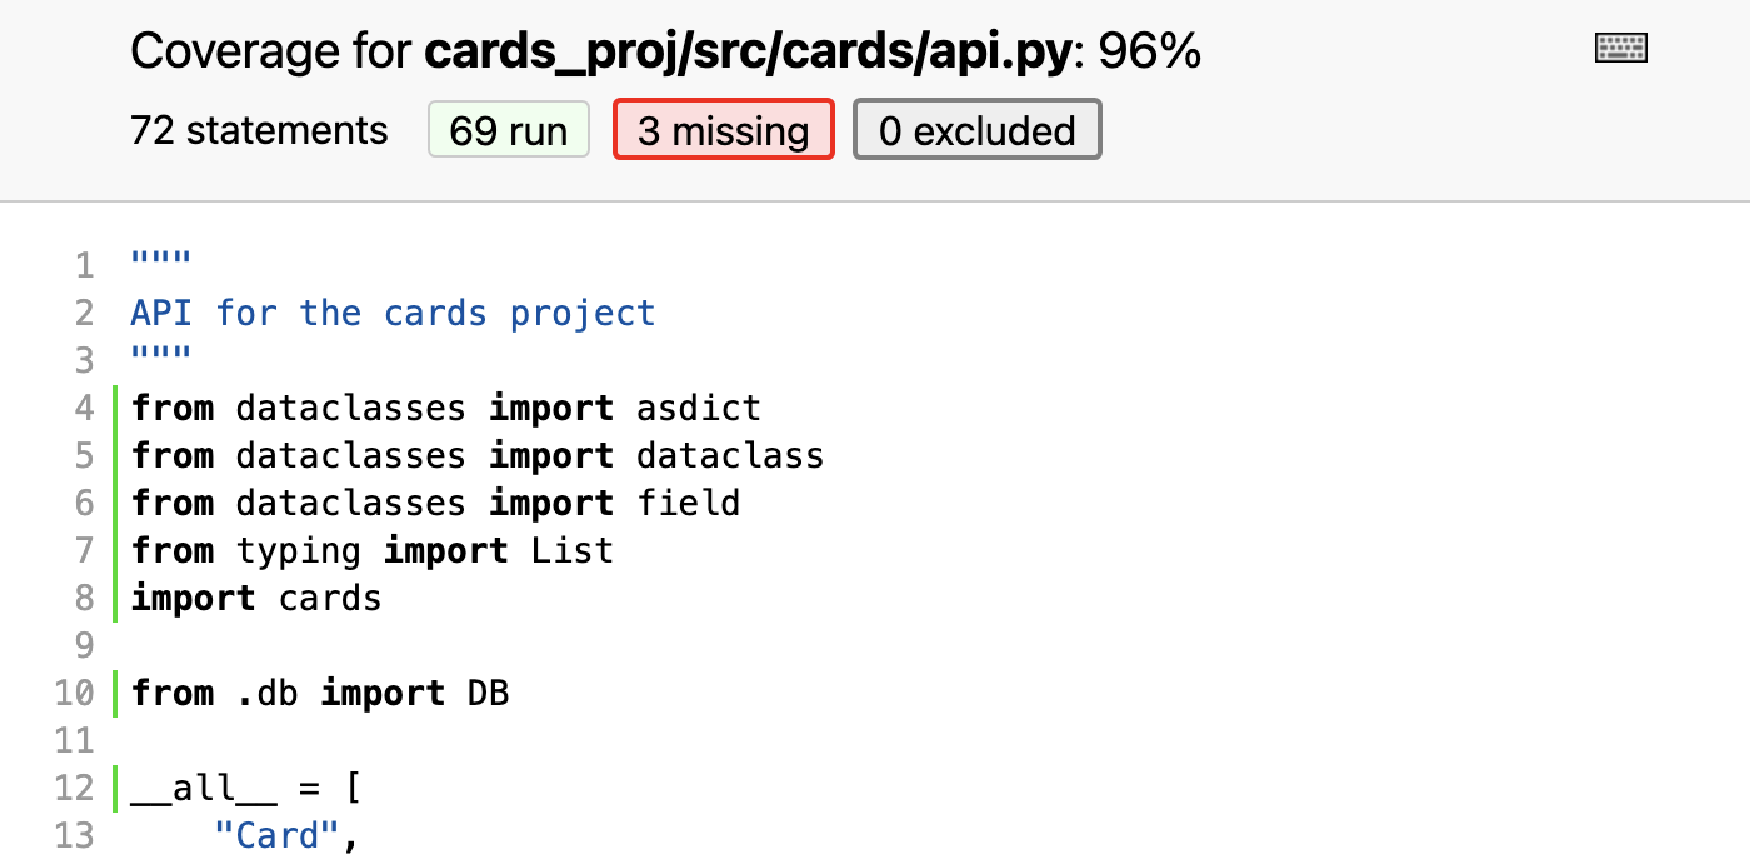 Coverage for cards_proj/src/cards/api.py: 96%
72 statements 69 run 3 missing 0 excluded
1 """
2 API for the cards project
3 """
4 from dataclasses import asdict
5 from dataclasses import dataclass
6 from dataclasses import field
7 from typing import List
8 import cards
9
10 from .db import DB
11
12 __all__ = [
13     "Card",